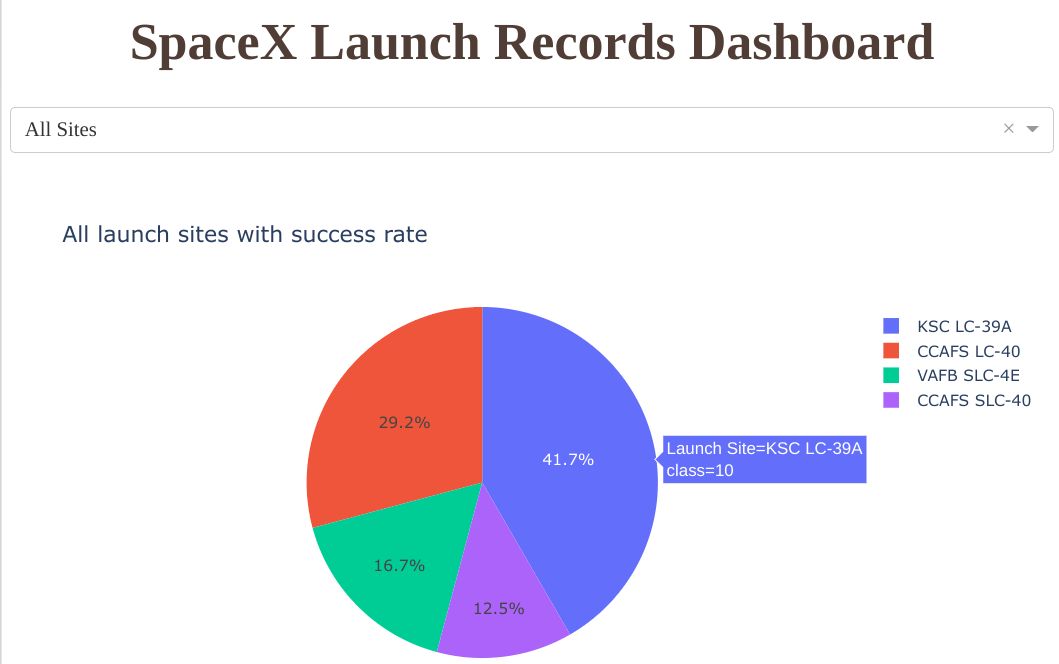 SpaceX Launch Records Dashboard
All Sites
×
All launch sites with success rate
KSC LC-39A
CCAFS LC-40
VAFB SLC-4E
CCAFS SLC-40
29.2%
41.7%
Launch Site=KSC LC-39A
class=10
16.7%
12.5%